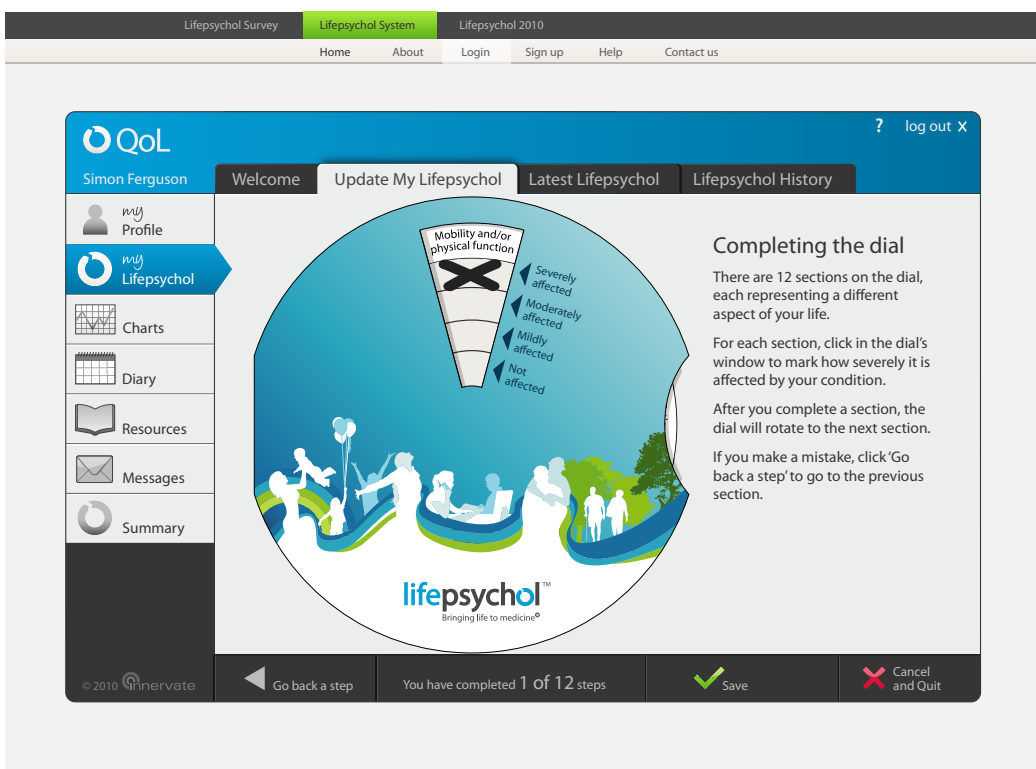 Lifepsychol Survey
Lifepsychol System
Lifepsychol 2010
Home
About
Login
Sign up
Help
Contact us
QoL
? log out x
Simon Ferguson
Welcome
Update My Lifepsychol
Latest Lifepsychol
Lifepsychol History
my
Profile
my
Lifepsychol
Charts
Diary
Resources
Messages
Summary
Mobility and/or
physical function
Severely
affected
Moderately
affected
Mildly
affected
Not
affected
lifepsychol™
Bringing life to medicine®
Completing the dial
There are 12 sections on the dial,
each representing a different
aspect of your life.
For each section, click in the dial's
window to mark how severely it is
affected by your condition.
After you complete a section, the
dial will rotate to the next section.
If you make a mistake, click 'Go
back a step' to go to the previous
section.
© 2010 innervate
Go back a step
You have completed 1 of 12 steps
Save
Cancel
and Quit